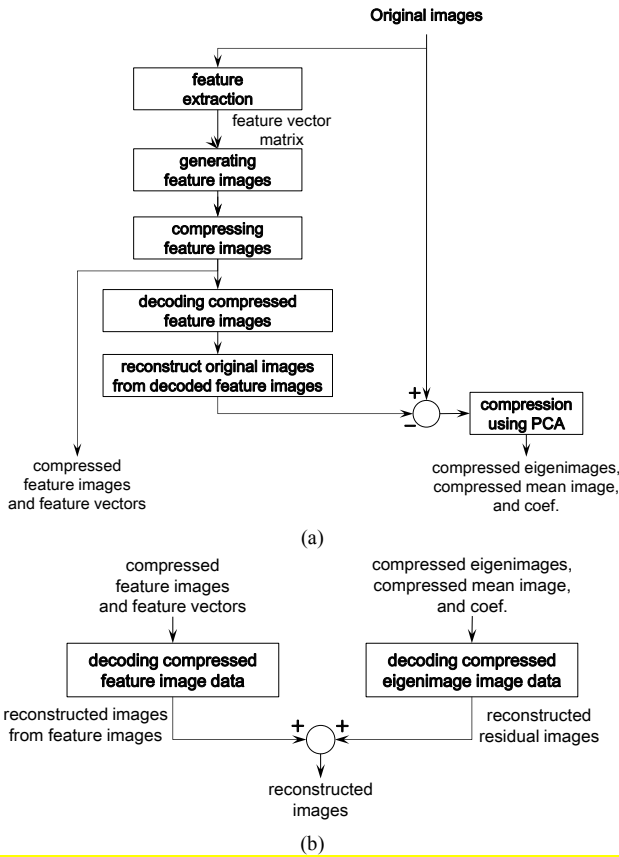 Original images
feature
extraction
feature vector
matrix
generating
feature images
compressing
feature images
decoding compressed
feature images
reconstruct original images
from decoded feature images
+
−
compression
using PCA
compressed
feature images
and feature vectors
compressed eigenimages,
compressed mean image,
and coef.
(a)
compressed
feature images
and feature vectors
compressed eigenimages,
compressed mean image,
and coef.
decoding compressed
feature image data
decoding compressed
eigenimage image data
reconstructed images
from feature images
+
+
reconstructed
residual images
reconstructed
images
(b)